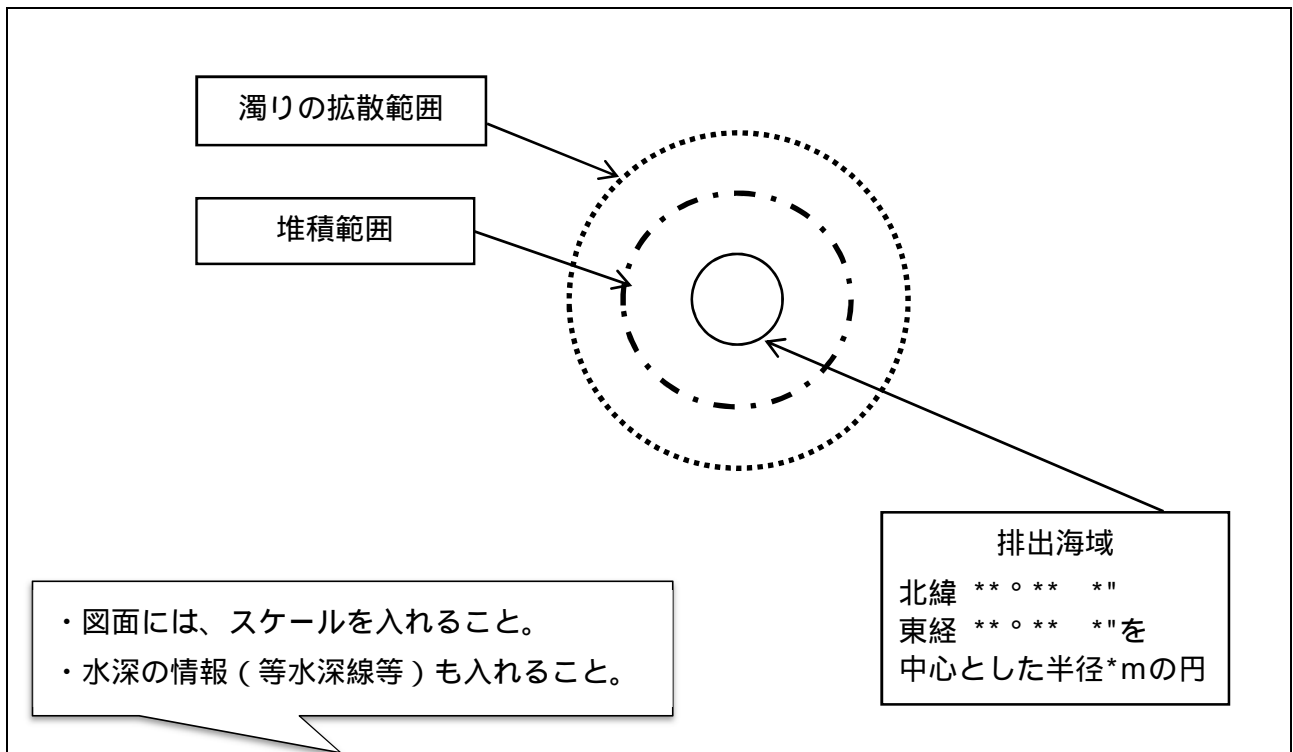 濁りの拡散範囲
堆積範囲
排出海域
北緯 ** ° ** *"
東経 ** ° ** *"を
中心とした半径*mの円
・図面には、スケールを入れること。
・水深の情報（等水深線等）も入れること。